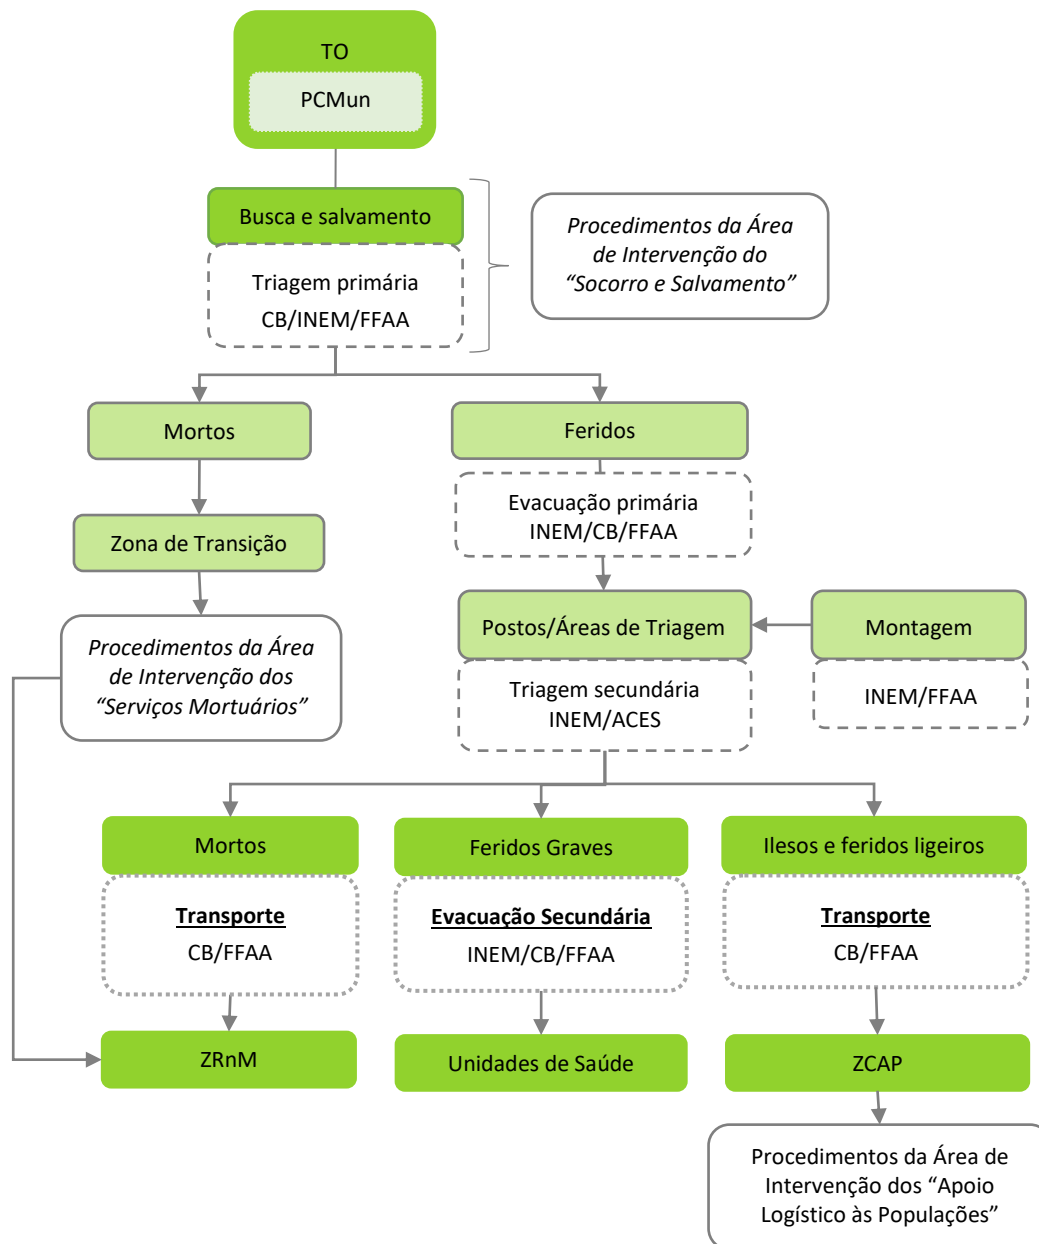 TO
PCMun
Busca e salvamento
Triagem primária
CB/INEM/FFAA
Procedimentos da Área
de Intervenção do
“Socorro e Salvamento”
Mortos
Feridos
Evacuação primária
INEM/CB/FFAA
Zona de Transição
Postos/Áreas de Triagem
Montagem
Triagem secundária
INEM/ACES
INEM/FFAA
Procedimentos da Área
de Intervenção dos
“Serviços Mortuários”
Mortos
Feridos Graves
Ilesos e feridos ligeiros
Transporte
CB/FFAA
Evacuação Secundária
INEM/CB/FFAA
Transporte
CB/FFAA
ZRnM
Unidades de Saúde
ZCAP
Procedimentos da Área de
Intervenção dos “Apoio
Logístico às Populações”